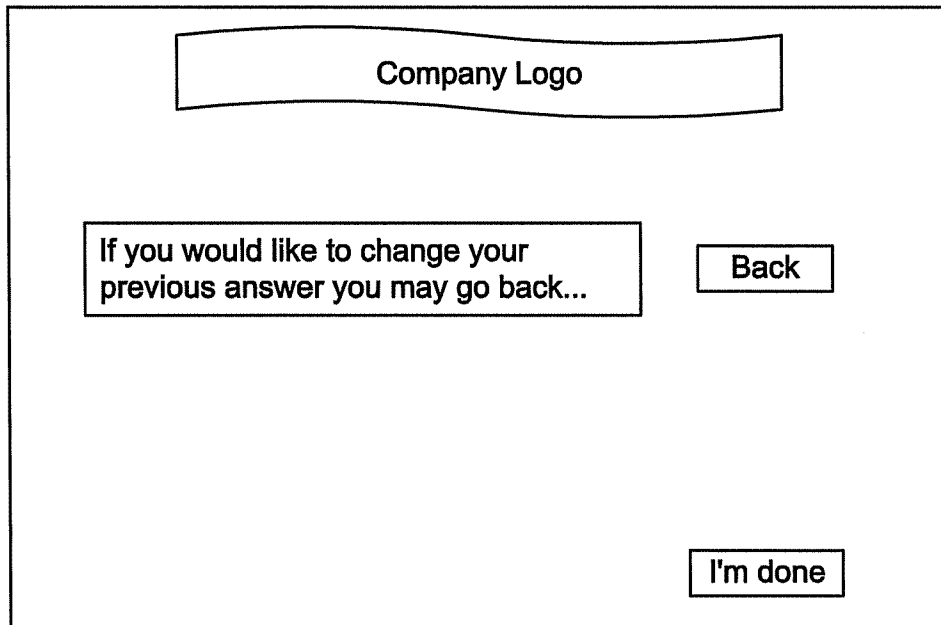 Company Logo
If you would like to change your
previous answer you may go back...
Back
I'm done